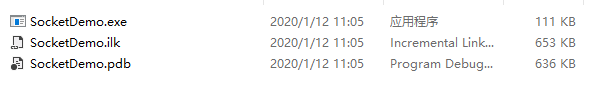 SocketDemo.exe 2020/1/12 11:05 应用程序 111 KB
SocketDemo.ilk 2020/1/12 11:05 Incremental Link... 653 KB
SocketDemo.pdb 2020/1/12 11:05 Program Debug... 636 KB